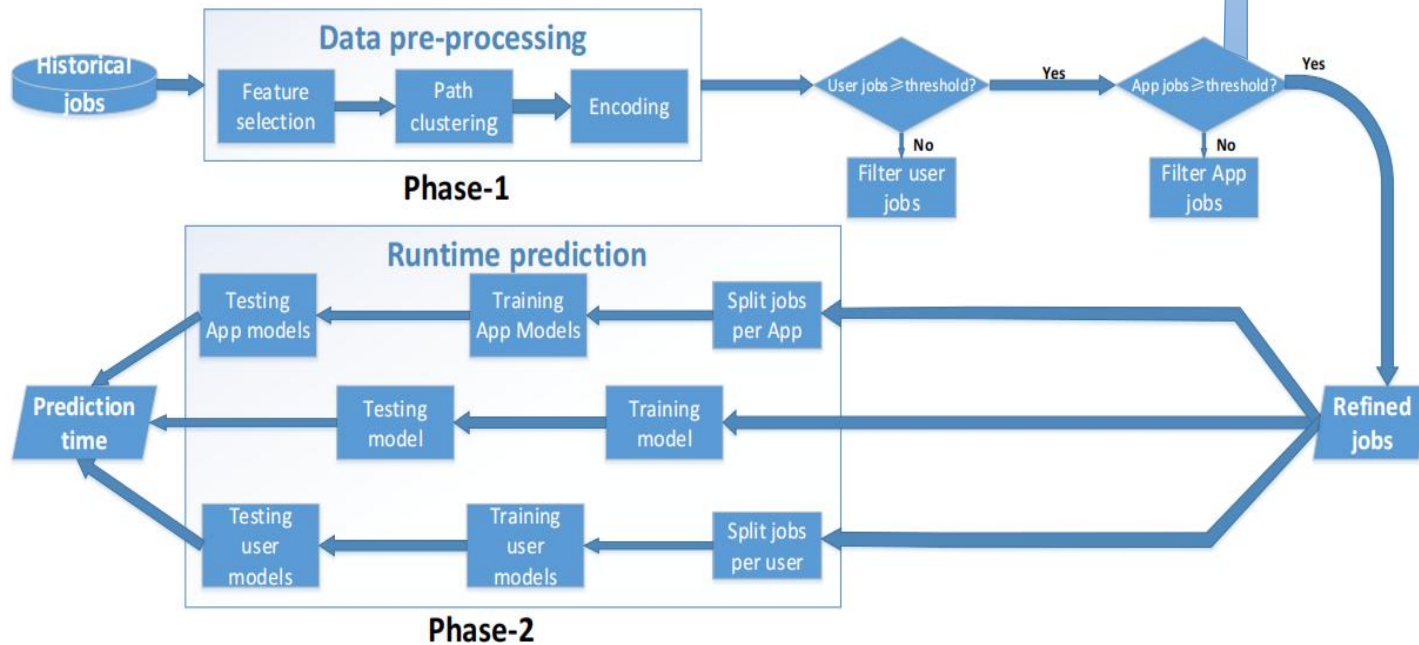 Historical
jobs
Data pre-processing
Feature
selection
Path
clustering
Encoding
Phase-1
User jobs≥threshold?
Yes
No
Filter user
jobs
App jobs≥threshold?
Yes
No
Filter App
jobs
Refined
jobs
Runtime prediction
Split jobs
per App
Training
App Models
Testing
App models
Training
model
Testing
model
Split jobs
per user
Training
user
models
Testing
user
models
Prediction
time
Phase-2